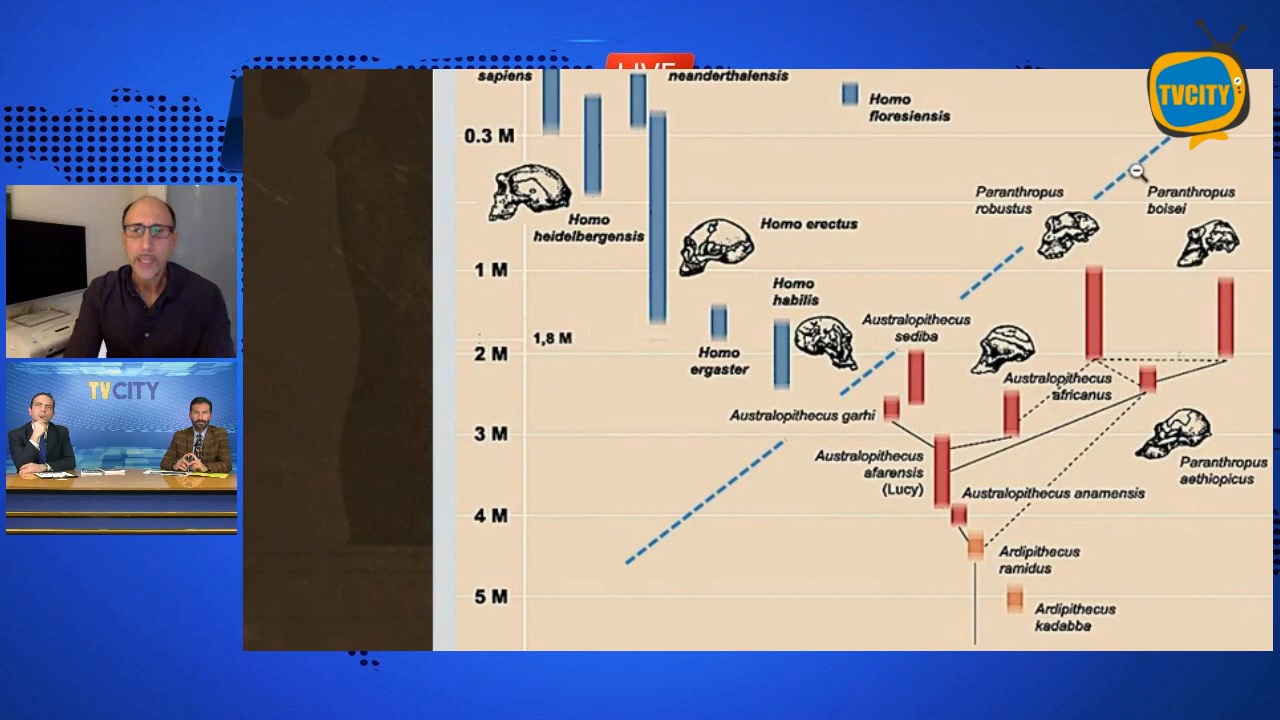 LIVE
TVCITY
TVCITY
sapiens
neanderthalensis
Homo
floresiensis
0.3 M
Paranthropus
robustus
Paranthropus
boisei
Homo
heidelbergensis
Homo erectus
1 M
Homo
habilis
Australopithecus
sediba
1,8 M
2 M
Homo
ergaster
Australopithecus
africanus
Australopithecus garhi
3 M
Australopithecus
afarensis
(Lucy)
Paranthropus
aethiopicus
Australopithecus anamensis
4 M
Ardipithecus
ramidus
5 M
Ardipithecus
kadabba